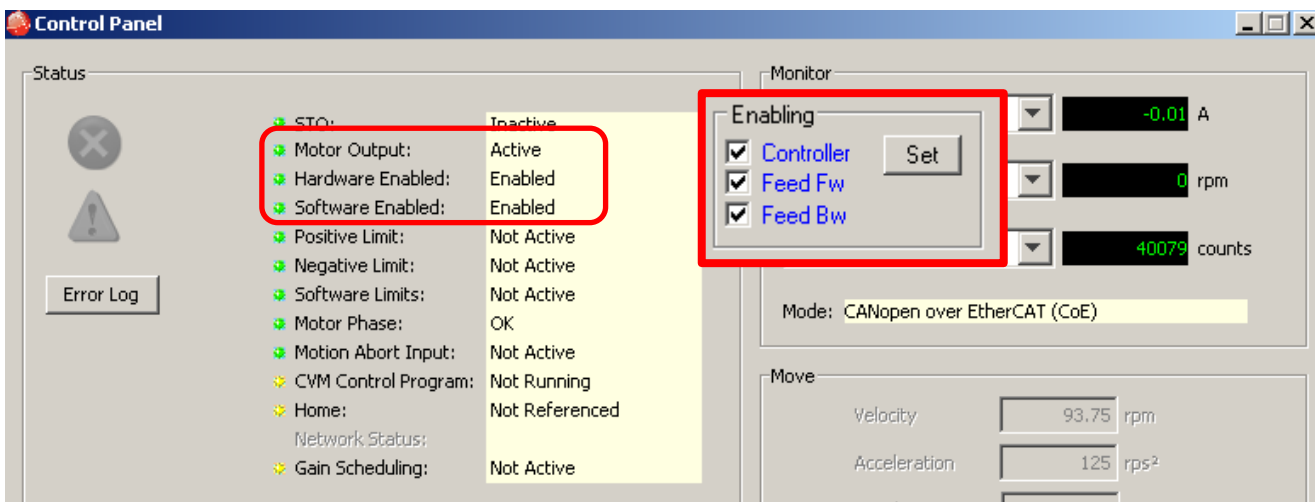 Control Panel
Status
STO: Inactive
Motor Output: Active
Hardware Enabled: Enabled
Software Enabled: Enabled
Positive Limit: Not Active
Negative Limit: Not Active
Error Log
Software Limits: Not Active
Motor Phase: OK
Motion Abort Input: Not Active
CVM Control Program: Not Running
Home: Not Referenced
Network Status:
Gain Scheduling: Not Active
Monitor
-0.01 A
0 rpm
40079 counts
Enabling
Controller
Set
Feed Fw
Feed Bw
Mode: CANopen over EtherCAT (CoE)
Move
Velocity 93.75 rpm
Acceleration 125 rps²